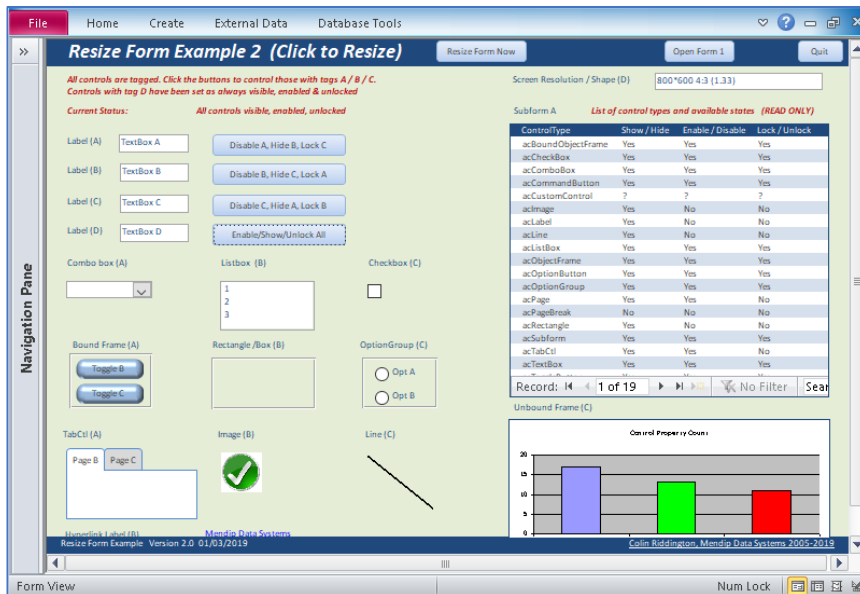 File Home Create External Data Database Tools
Resize Form Example 2 (Click to Resize)
Resize Form Now
Open Form 1
Quit
All controls are tagged. Click the buttons to control those with tags A / B / C.
Controls with tag D have been set as always visible, enabled & unlocked
Current Status: All controls visible, enabled, unlocked
Screen Resolution / Shape (D) 800*600 4:3 (1.33)
Label (A) TextBox A Disable A, Hide B, Lock C
Label (B) TextBox B Disable B, Hide C, Lock A
Label (C) TextBox C Disable C, Hide A, Lock B
Label (D) TextBox D Enable/Show/Unlock All
Combo box (A) Listbox (B) Checkbox (C)
1
2
3
Bound Frame (A) Rectangle /Box (B) OptionGroup (C)
Toggle B
Toggle C
Opt A
Opt B
TabCtl (A) Image (B) Line (C)
Page B Page C
Hyperlink Label (B) Mendip Data Systems
Subform A List of control types and available states (READ ONLY)
ControlType Show / Hide Enable / Disable Lock / Unlock
acBoundObjectFrame Yes Yes Yes
acCheckBox Yes Yes Yes
acComboBox Yes Yes Yes
acCommandButton Yes Yes Yes
acCustomControl ? ? ?
acImage Yes No No
acLabel Yes No No
acLine Yes No No
acListBox Yes Yes Yes
acObjectFrame Yes Yes Yes
acOptionButton Yes Yes Yes
acOptionGroup Yes Yes Yes
acPage Yes Yes No
acPageBreak No No No
acRectangle Yes No No
acSubform Yes Yes Yes
acTabCtl Yes Yes No
acTextBox Yes Yes Yes
Record: 1 of 19 No Filter Sear
Unbound Frame (C)
Control Property Count
20
15
10
5
0
Resize Form Example Version 2.0 01/03/2019
Colin Riddington, Mendip Data Systems 2005-2019
Navigation Pane
Form View Num Lock